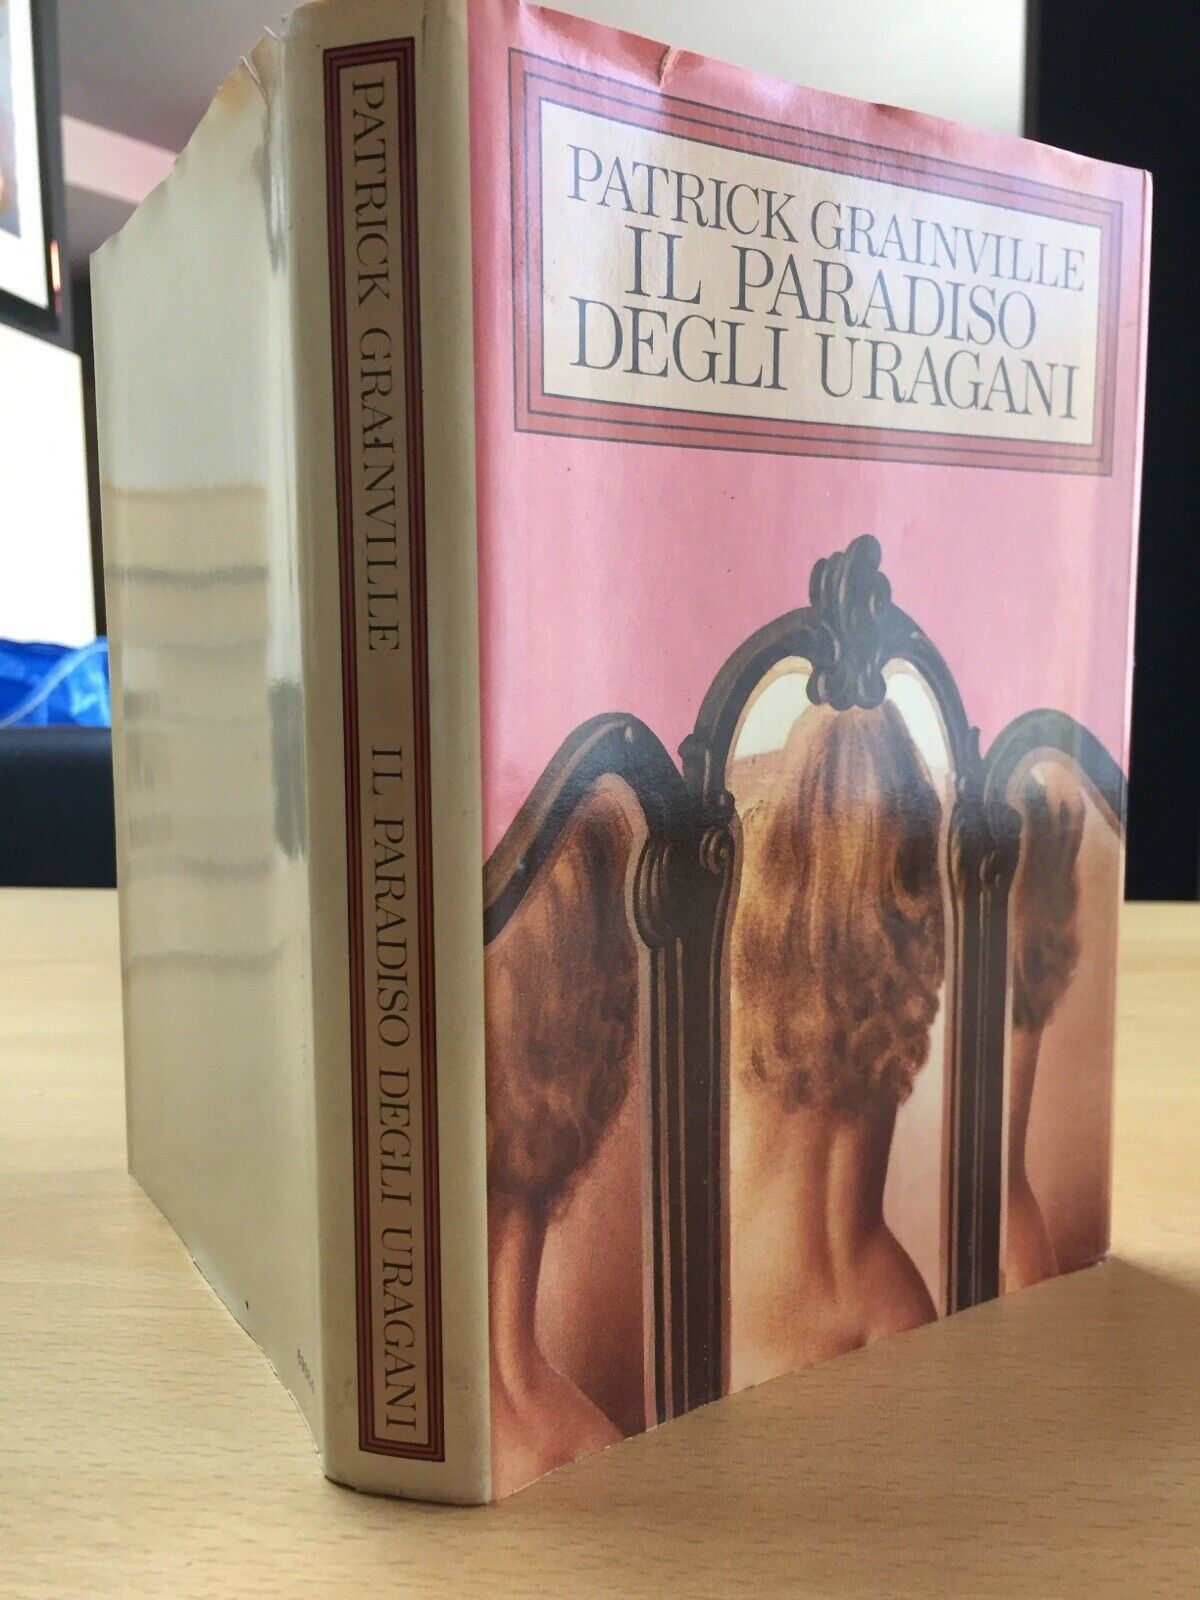 PATRICK GRAINVILLE
IL PARADISO
DEGLI URAGANI
PATRICK GRAINVILLE IL PARADISO DEGLI URAGANI